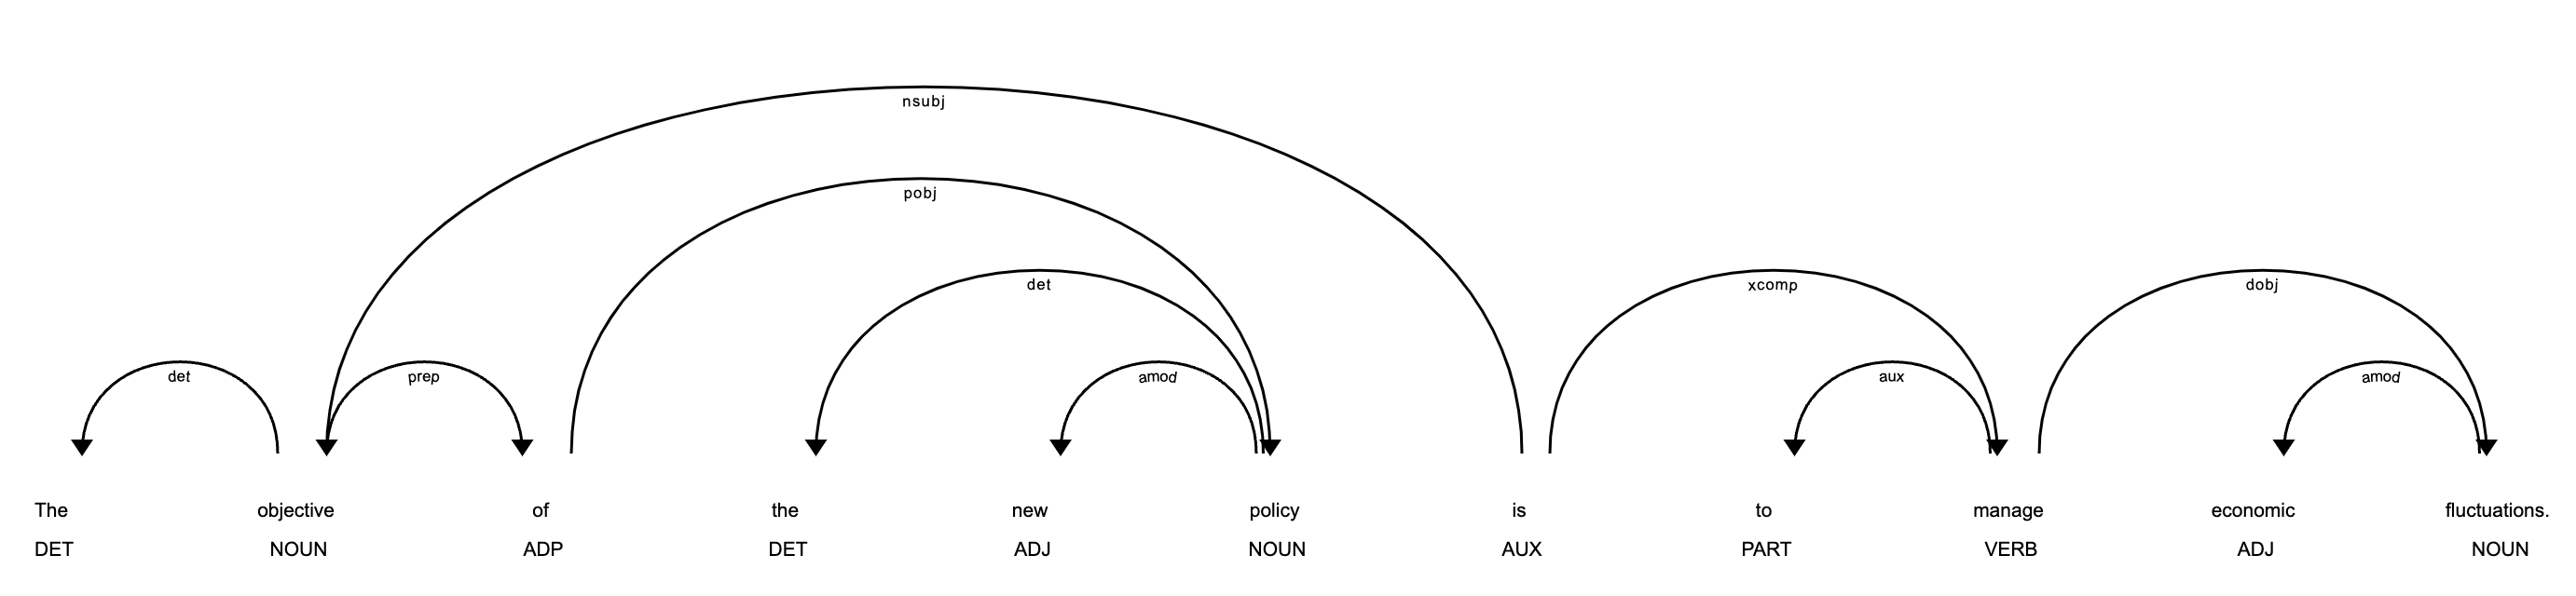 nsubj
pobj
det
xcomp
dobj
det
prep
amod
aux
amod
The objective of the new policy is to manage economic fluctuations.
DET NOUN ADP DET ADJ NOUN AUX PART VERB ADJ NOUN